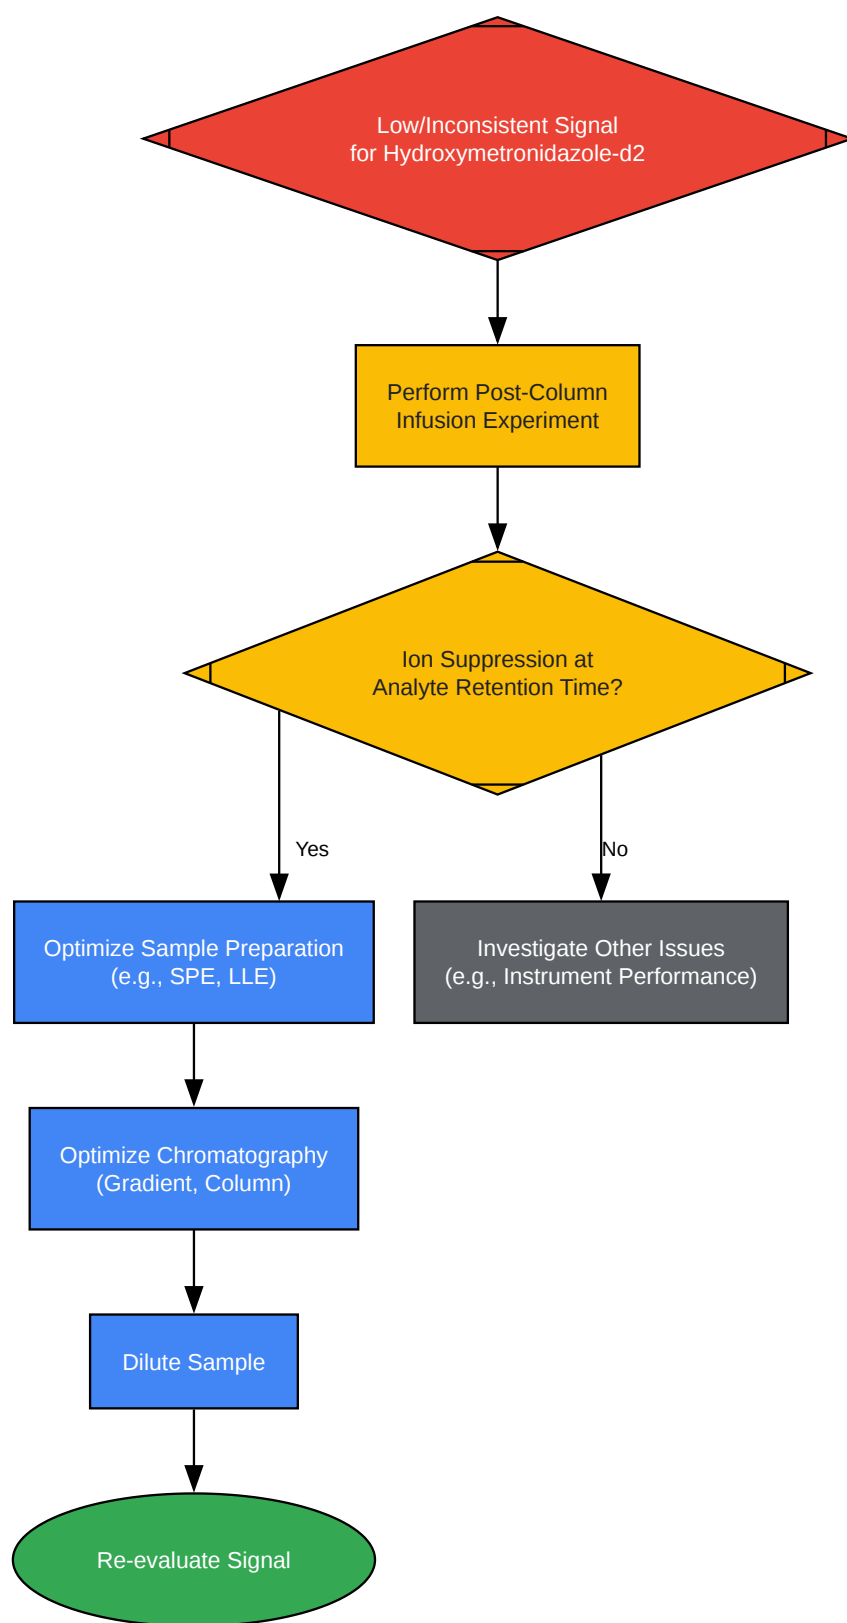 Low/Inconsistent Signal
for Hydroxymetronidazole-d2
Perform Post-Column
Infusion Experiment
Ion Suppression at
Analyte Retention Time?
Yes
No
Optimize Sample Preparation
(e.g., SPE, LLE)
Investigate Other Issues
(e.g., Instrument Performance)
Optimize Chromatography
(Gradient, Column)
Dilute Sample
Re-evaluate Signal